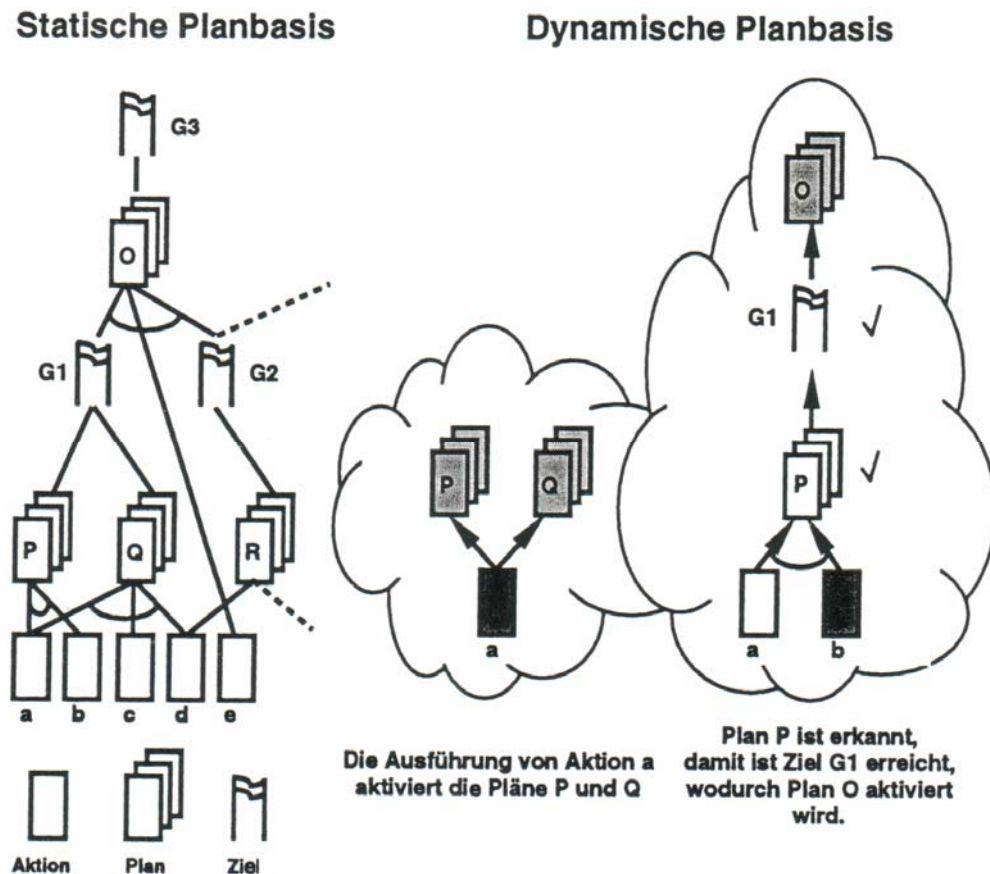 Statische Planbasis
Dynamische Planbasis
G3
O
G1
G2
P
Q
R
a
b
c
d
e
Aktion
Plan
Ziel
P
Q
a
Die Ausführung von Aktion a
aktiviert die Pläne P und Q
O
G1
P
a
b
Plan P ist erkannt,
damit ist Ziel G1 erreicht,
wodurch Plan O aktiviert
wird.